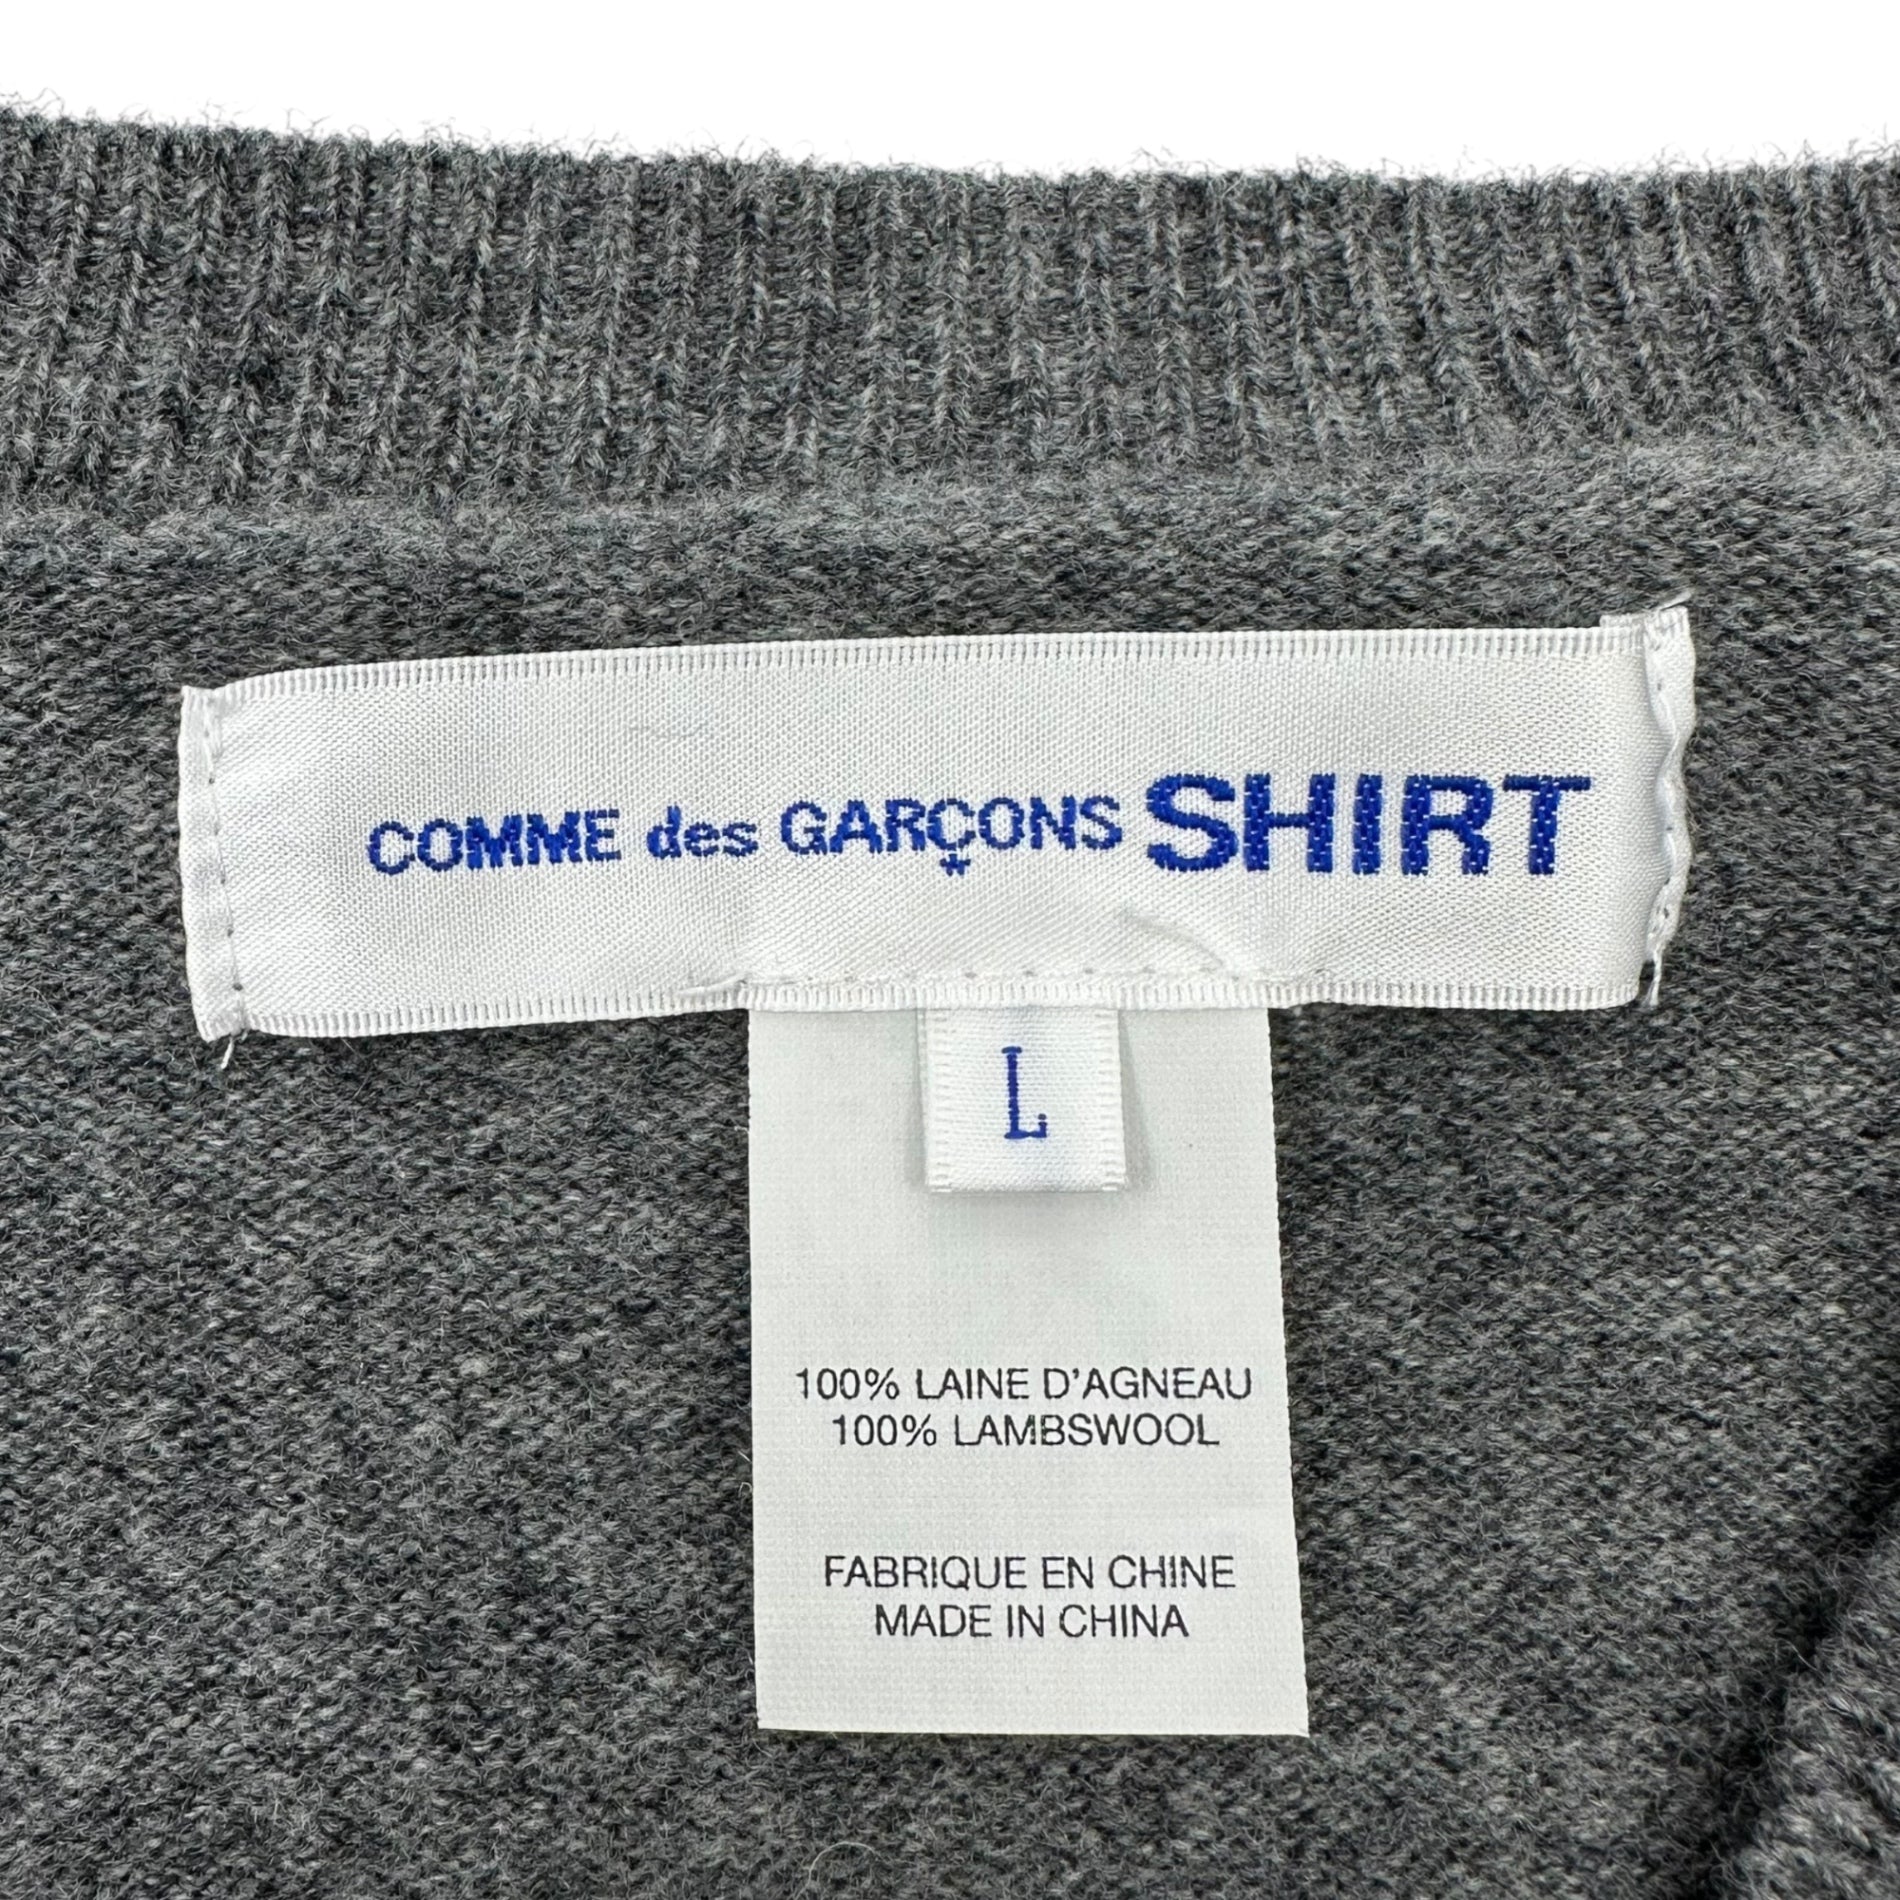 COMME des GARÇONS SHIRT
L
100% LAINE D'AGNEAU
100% LAMBSWOOL
FABRIQUE EN CHINE
MADE IN CHINA